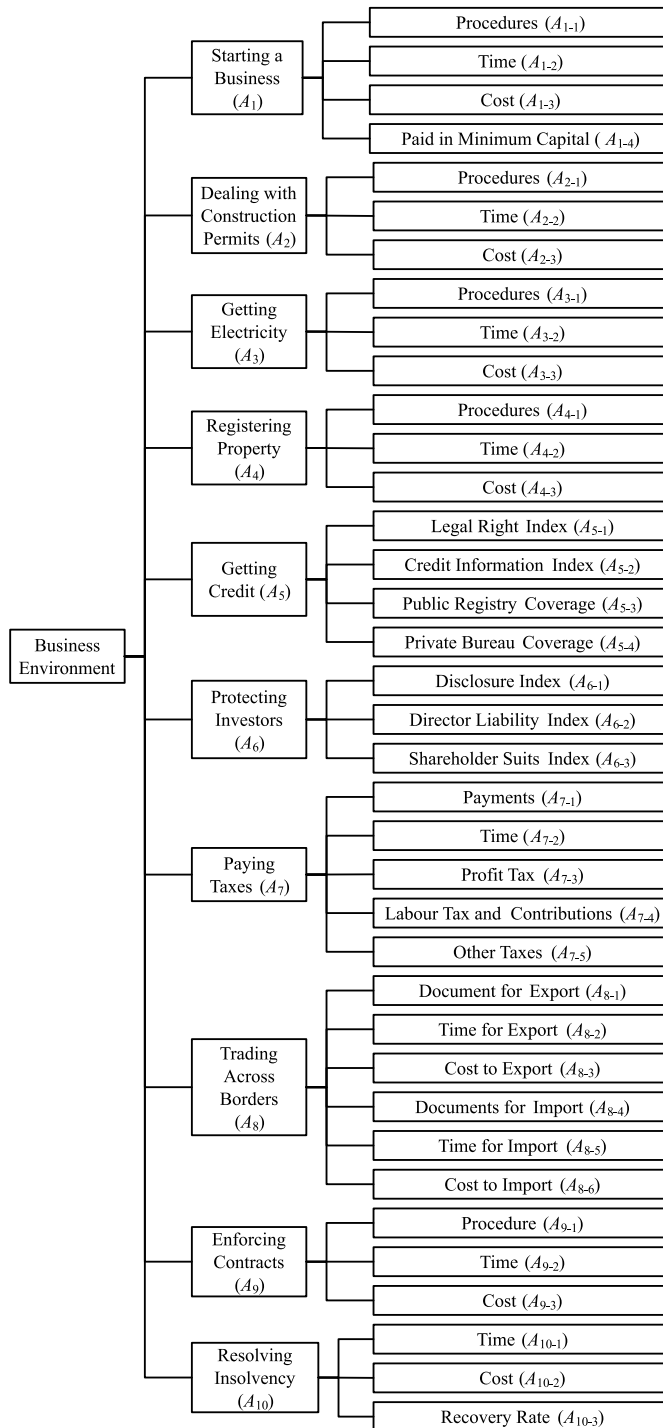 Business
Environment
Starting a
Business
(A1)
Procedures (A1-1)
Time (A1-2)
Cost (A1-3)
Paid in Minimum Capital ( A1-4)
Dealing with
Construction
Permits (A2)
Procedures (A2-1)
Time (A2-2)
Cost (A2-3)
Getting
Electricity
(A3)
Procedures (A3-1)
Time (A3-2)
Cost (A3-3)
Registering
Property
(A4)
Procedures (A4-1)
Time (A4-2)
Cost (A4-3)
Getting
Credit (A5)
Legal Right Index (A5-1)
Credit Information Index (A5-2)
Public Registry Coverage (A5-3)
Private Bureau Coverage (A5-4)
Protecting
Investors
(A6)
Disclosure Index (A6-1)
Director Liability Index (A6-2)
Shareholder Suits Index (A6-3)
Paying
Taxes (A7)
Payments (A7-1)
Time (A7-2)
Profit Tax (A7-3)
Labour Tax and Contributions (A7-4)
Other Taxes (A7-5)
Trading
Across
Borders
(A8)
Document for Export (A8-1)
Time for Export (A8-2)
Cost to Export (A8-3)
Documents for Import (A8-4)
Time for Import (A8-5)
Cost to Import (A8-6)
Enforcing
Contracts
(A9)
Procedure (A9-1)
Time (A9-2)
Cost (A9-3)
Resolving
Insolvency
(A10)
Time (A10-1)
Cost (A10-2)
Recovery Rate (A10-3)